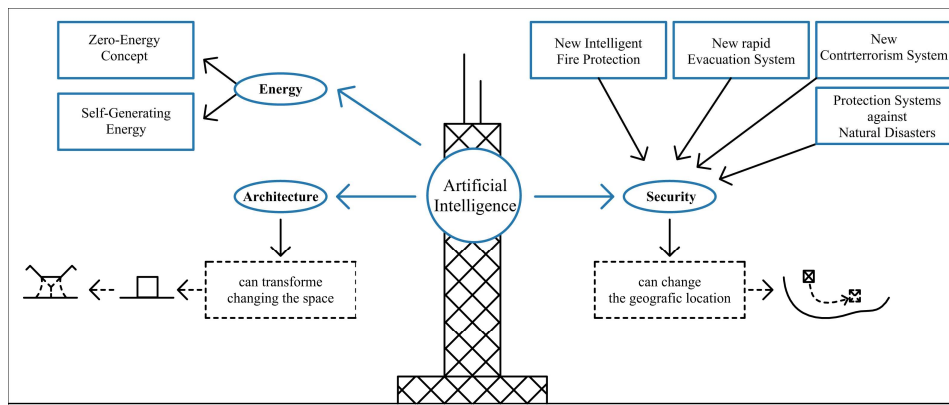 Zero-Energy
Concept
Self-Generating
Energy
Energy
New Intelligent
Fire Protection
New rapid
Evacuation System
New
Contrterrorism System
Protection Systems
against
Natural Disasters
Artificial
Intelligence
Architecture
Security
can transforme
changing the space
can change
the geografic location